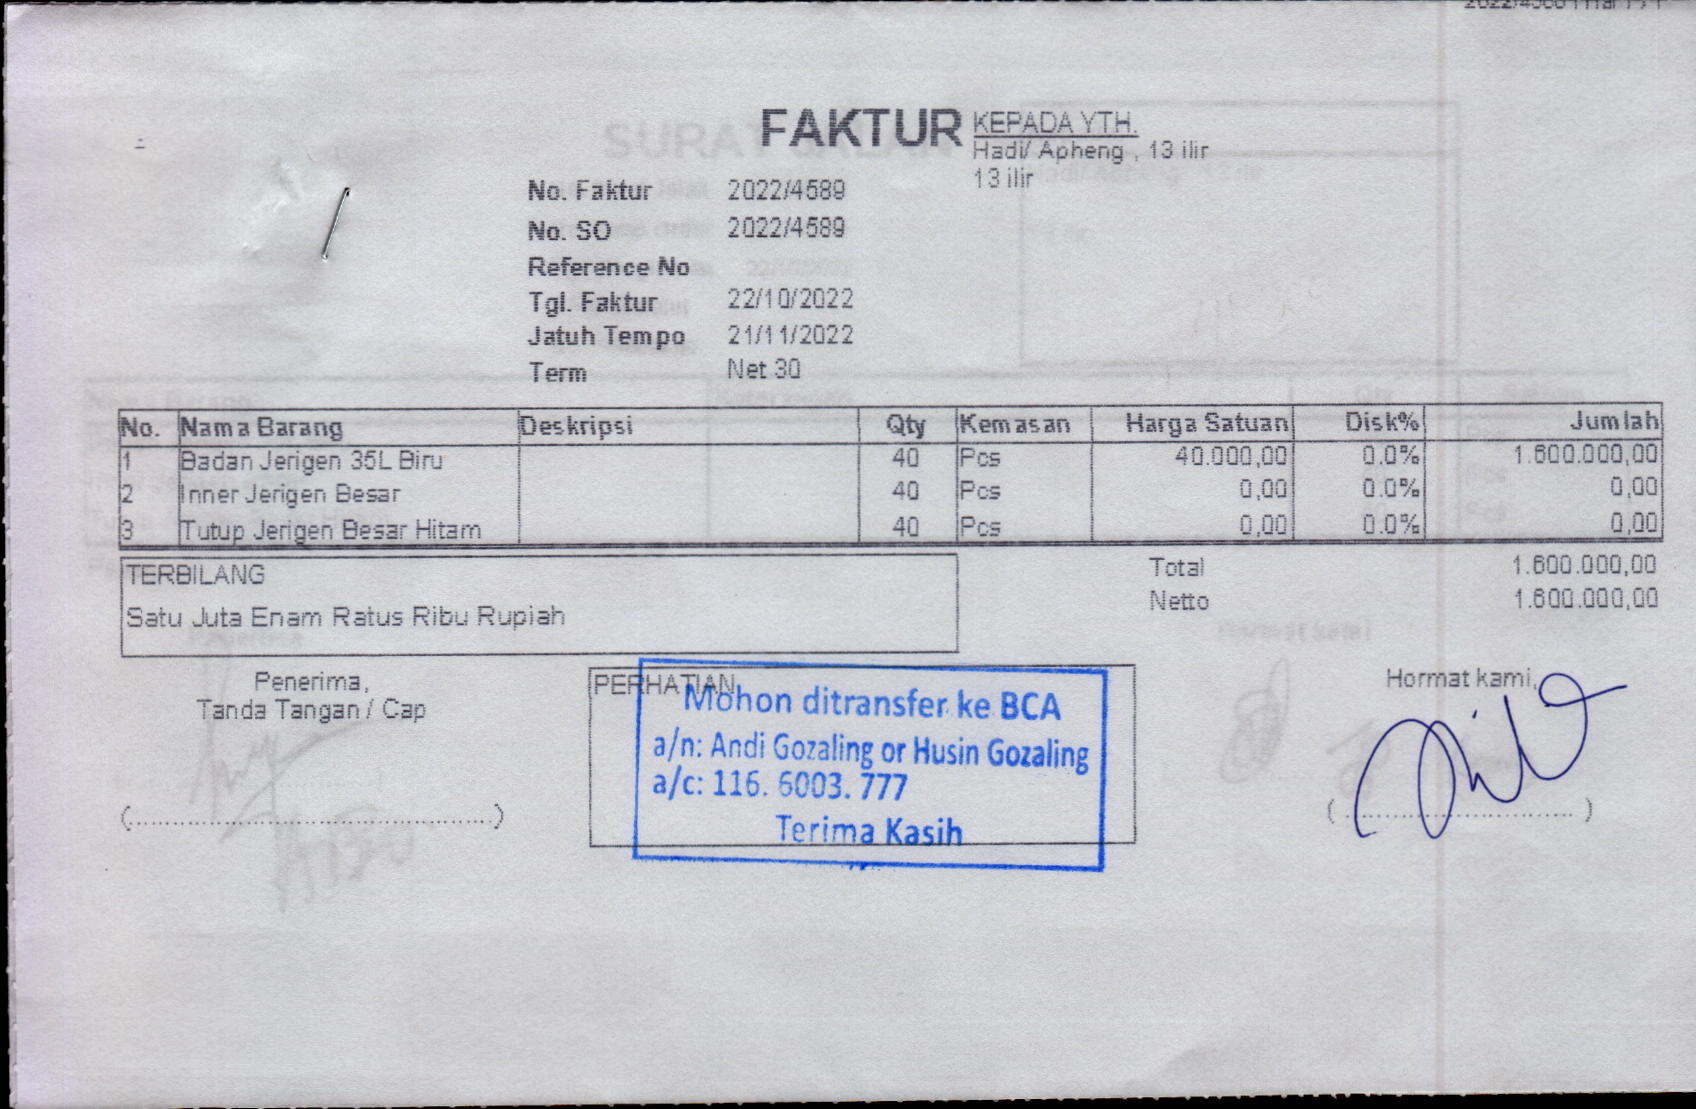 FAKTUR
KEPADA YTH.
Hadi/ Apheng , 13 ilir
13 ilir
No. Faktur 2022/4589
No. SO 2022/4589
Reference No
Tgl. Faktur 22/10/2022
Jatuh Tempo 21/11/2022
Term Net 30
No. Nama Barang Deskripsi Qty Kemasan Harga Satuan Disk% Jumlah
1 Badan Jerigen 35L Biru 40 Pcs 40.000,00 0.0% 1.600.000,00
2 Inner Jerigen Besar 40 Pcs 0,00 0.0% 0,00
3 Tutup Jerigen Besar Hitam 40 Pcs 0,00 0.0% 0,00
TERBILANG
Satu Juta Enam Ratus Ribu Rupiah
Total 1.600.000,00
Netto 1.600.000,00
Penerima,
Tanda Tangan / Cap
(..........................................)
PERHATIAN
Mohon ditransfer ke BCA
a/n: Andi Gozaling or Husin Gozaling
a/c: 116. 6003. 777
Terima Kasih
Hormat kami,
(..........................)